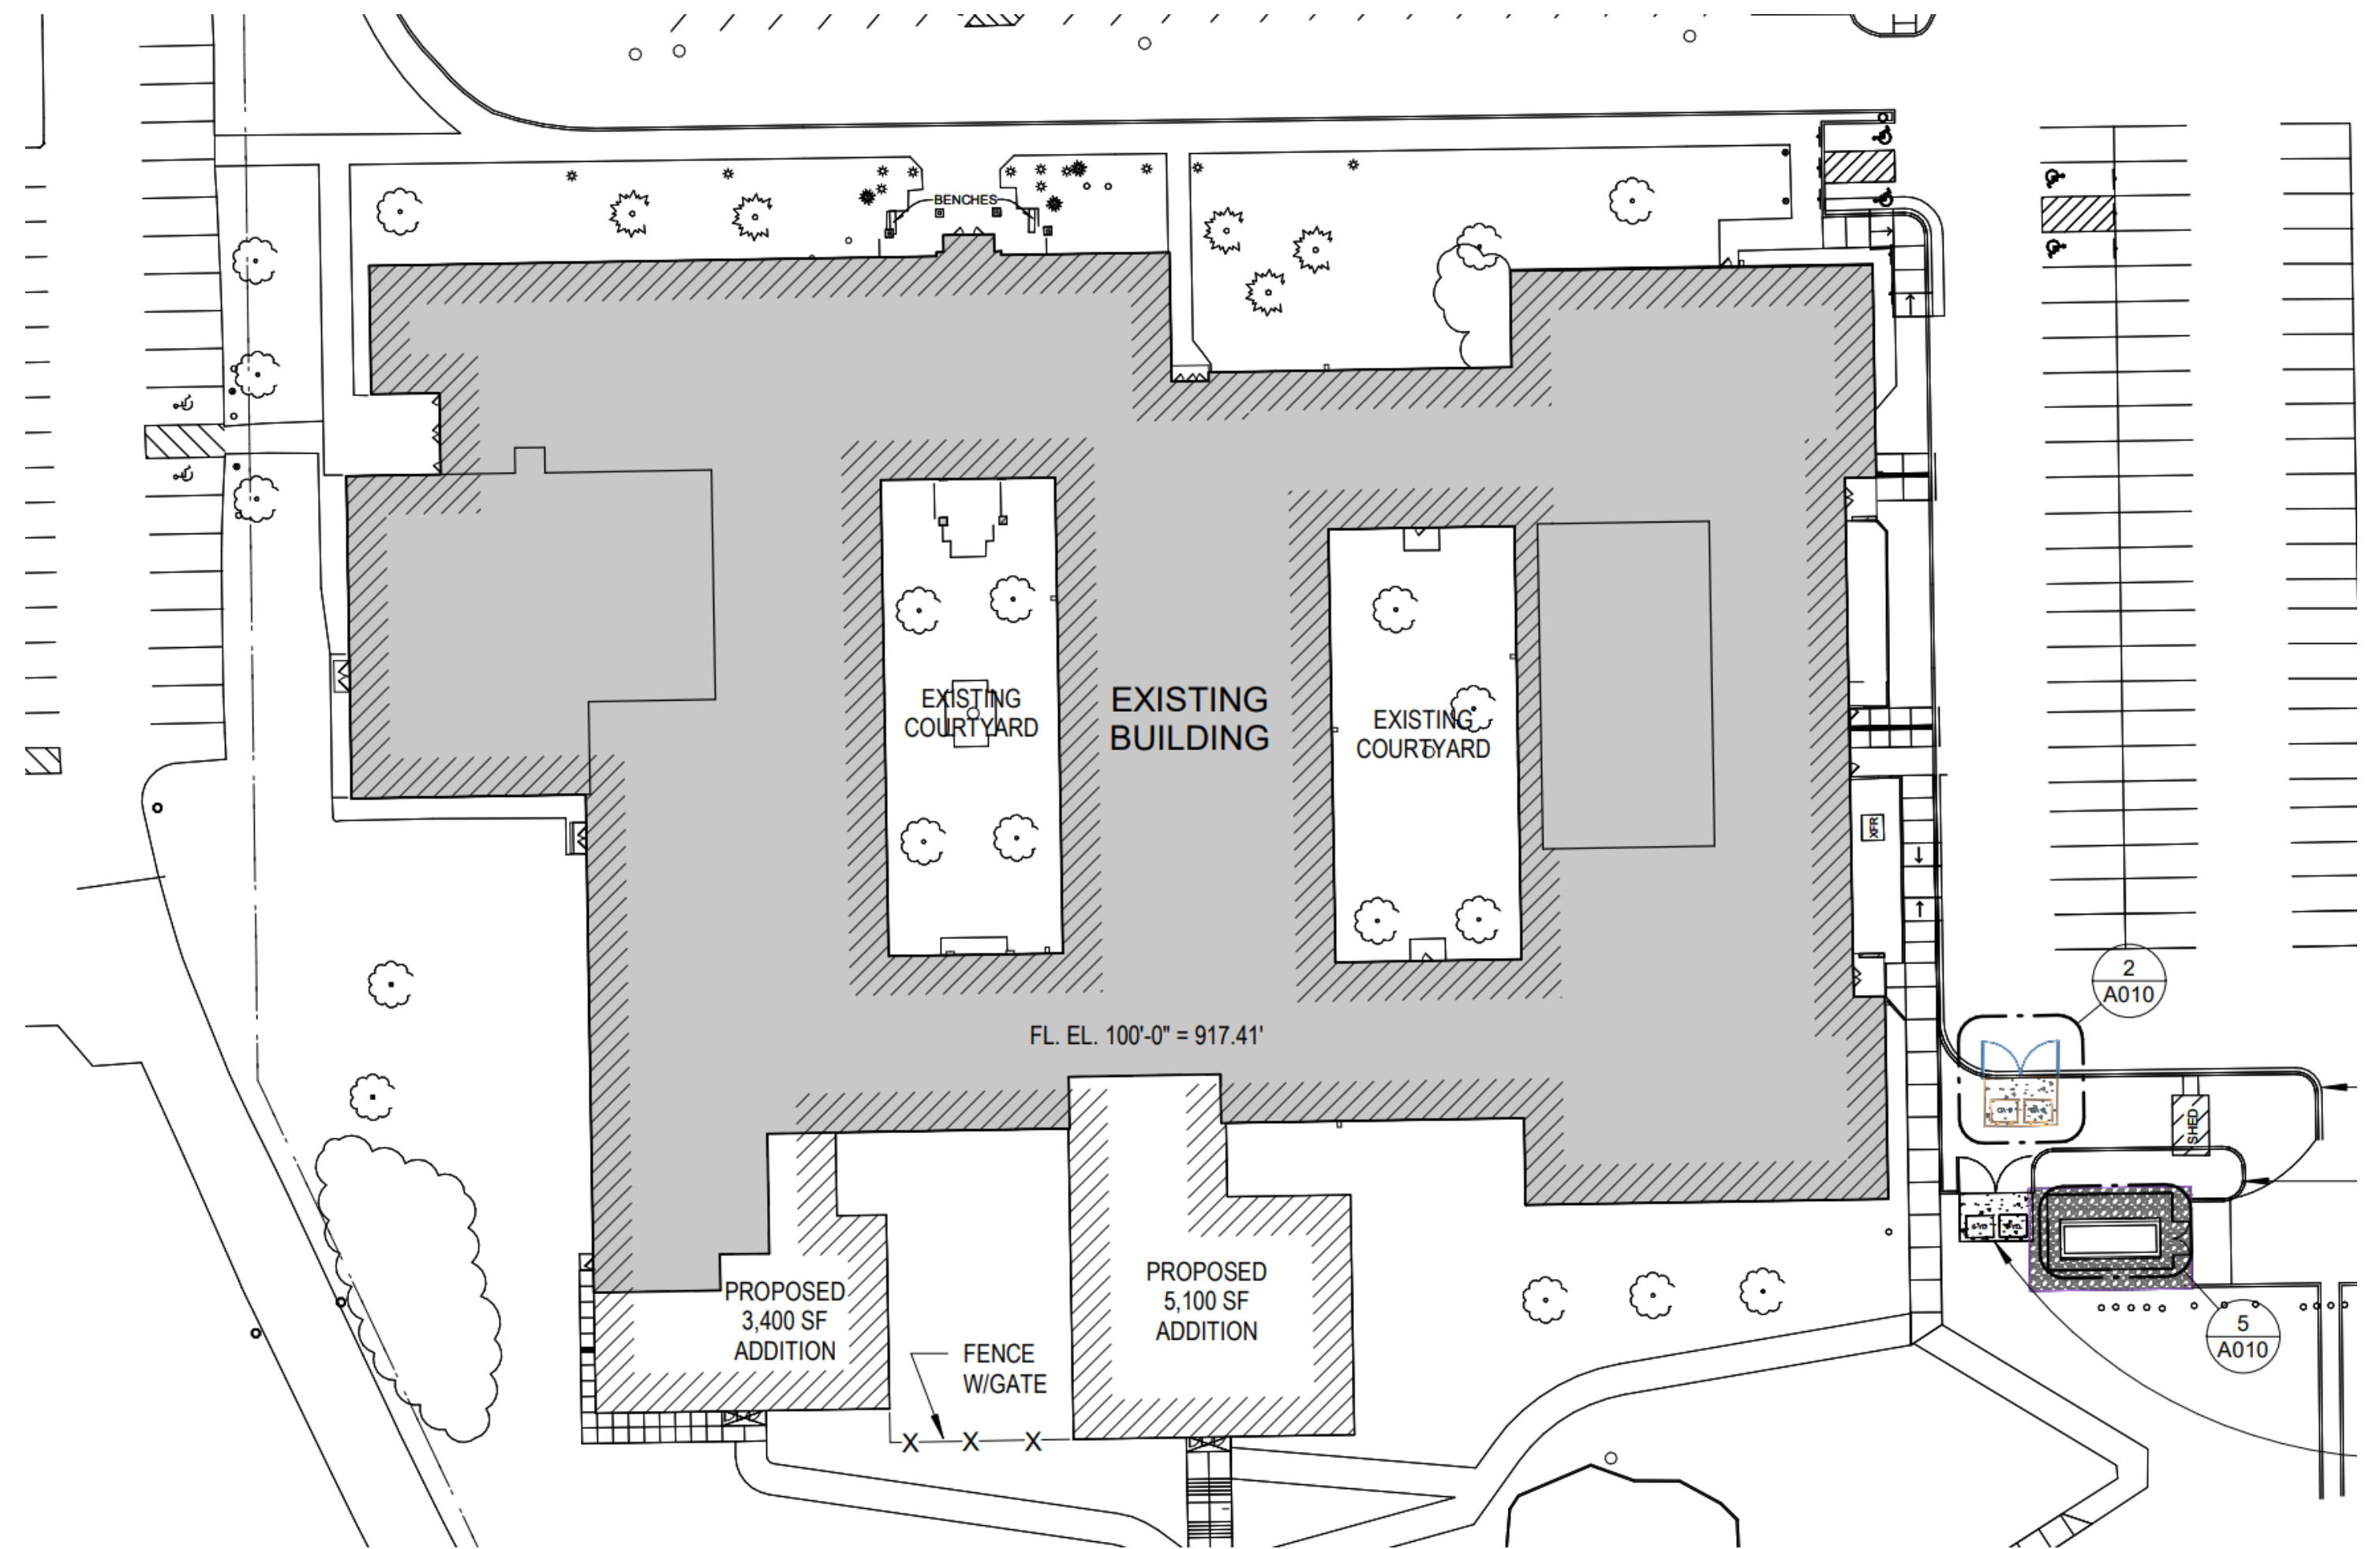 BENCHES
EXISTING
COURTYARD
EXISTING
BUILDING
EXISTING
COURTYARD
XFR
2
A010
FL. EL. 100'-0" = 917.41'
SHED
PROPOSED
3,400 SF
ADDITION
PROPOSED
5,100 SF
ADDITION
FENCE
W/GATE
X X X
5
A010